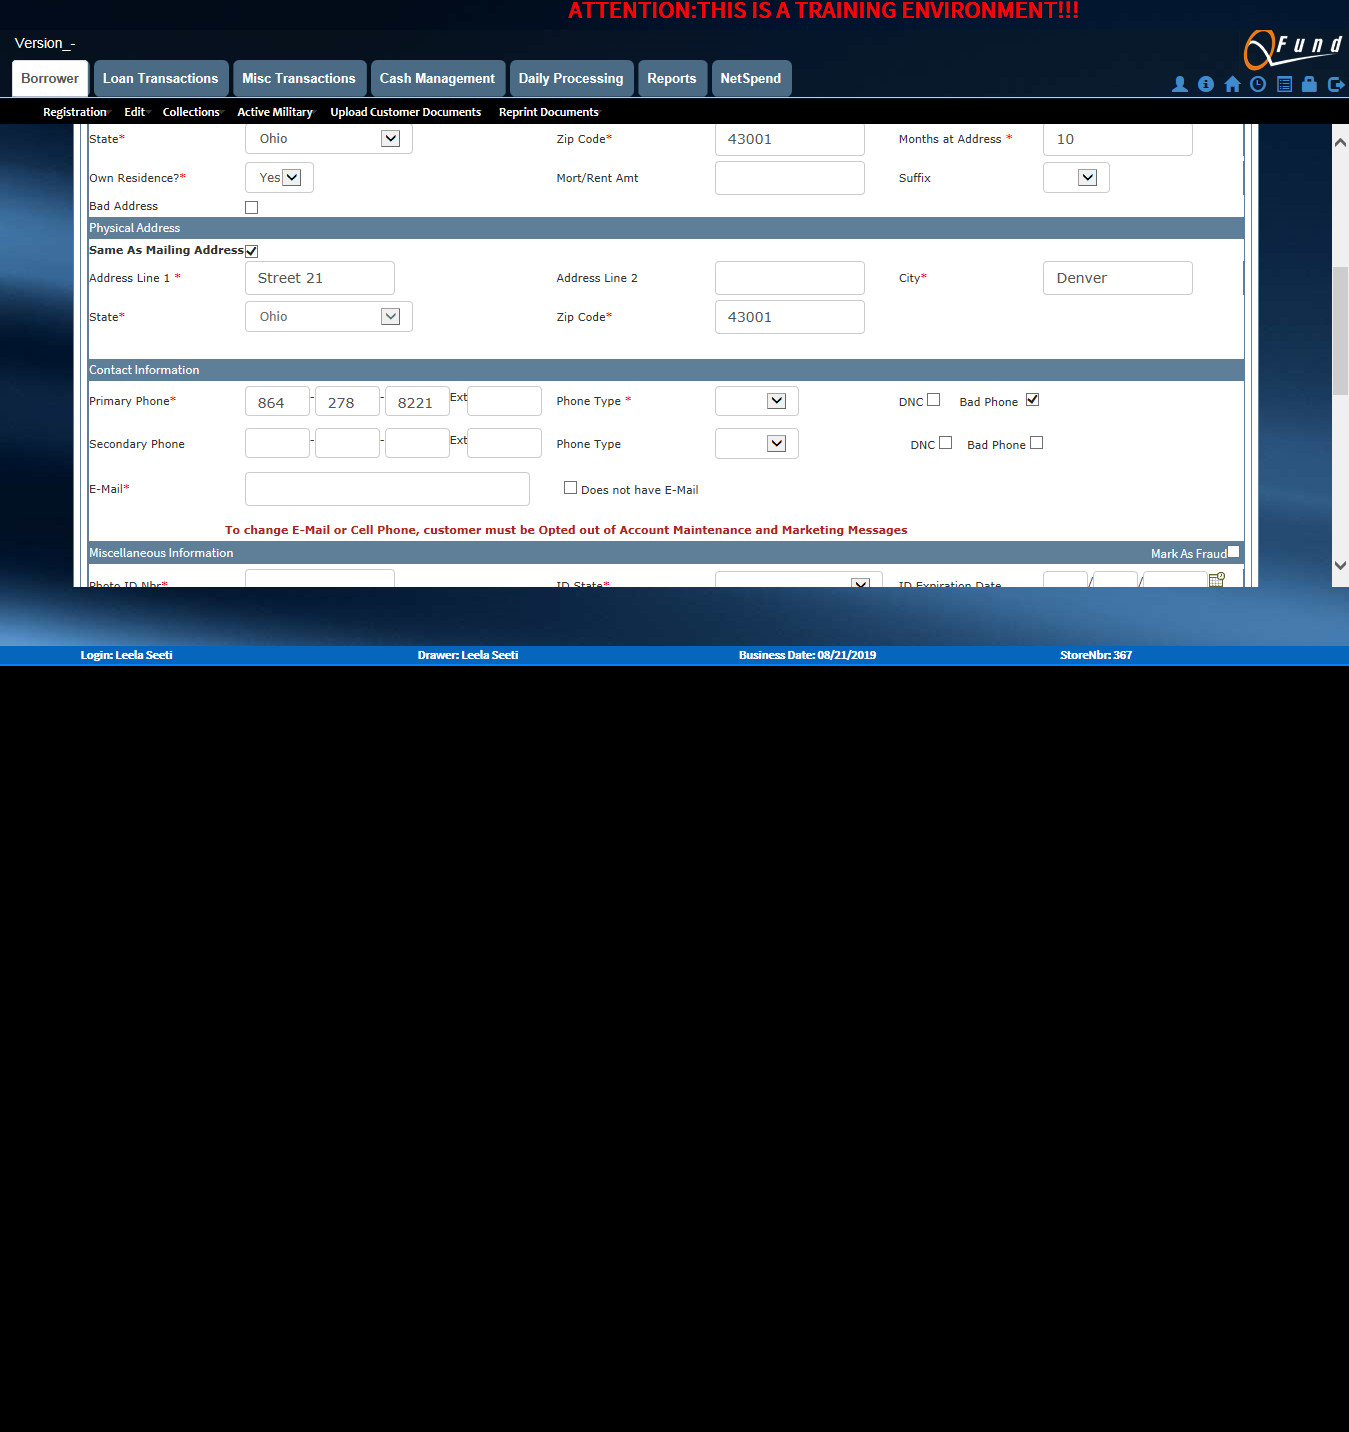 ATTENTION:THIS IS A TRAINING ENVIRONMENT!!!
Version_-
Fund
Borrower Loan Transactions Misc Transactions Cash Management Daily Processing Reports NetSpend
Registration Edit Collections Active Military Upload Customer Documents Reprint Documents
State* Ohio Zip Code* 43001 Months at Address * 10
Own Residence?* Yes Mort/Rent Amt Suffix
Bad Address
Physical Address
Same As Mailing Address
Address Line 1 * Street 21 Address Line 2 City* Denver
State* Ohio Zip Code* 43001
Contact Information
Primary Phone* 864 - 278 - 8221 Ext Phone Type * DNC Bad Phone
Secondary Phone - - Ext Phone Type DNC Bad Phone
E-Mail* Does not have E-Mail
To change E-Mail or Cell Phone, customer must be Opted out of Account Maintenance and Marketing Messages
Miscellaneous Information Mark As Fraud
Photo ID Nbr* ID State* ID Expiration Date / /
Login: Leela Seeti Drawer: Leela Seeti Business Date: 08/21/2019 StoreNbr: 367